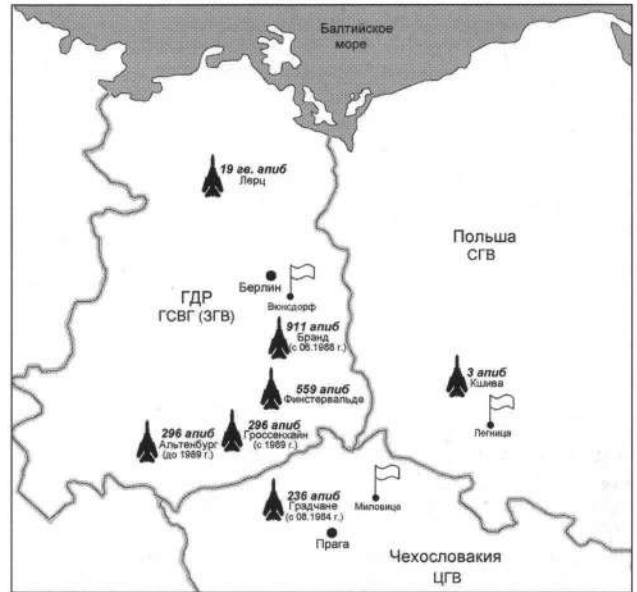 Балтийское
море
19 гв. апиб
Лерц
Польша
СГВ
Берлин
Вюнсдорф
ГДР
ГСВГ (ЗГВ)
911 апиб
Бранд
(с 06.1988 г.)
559 апиб
Финстервальде
3 апиб
Кшива
Легница
296 апиб
Альтенбург
(до 1989 г.)
296 апиб
Гроссенхайн
(с 1989 г.)
236 апиб
Градчане
(с 08.1984 г.)
Миловице
Прага
Чехословакия
ЦГВ